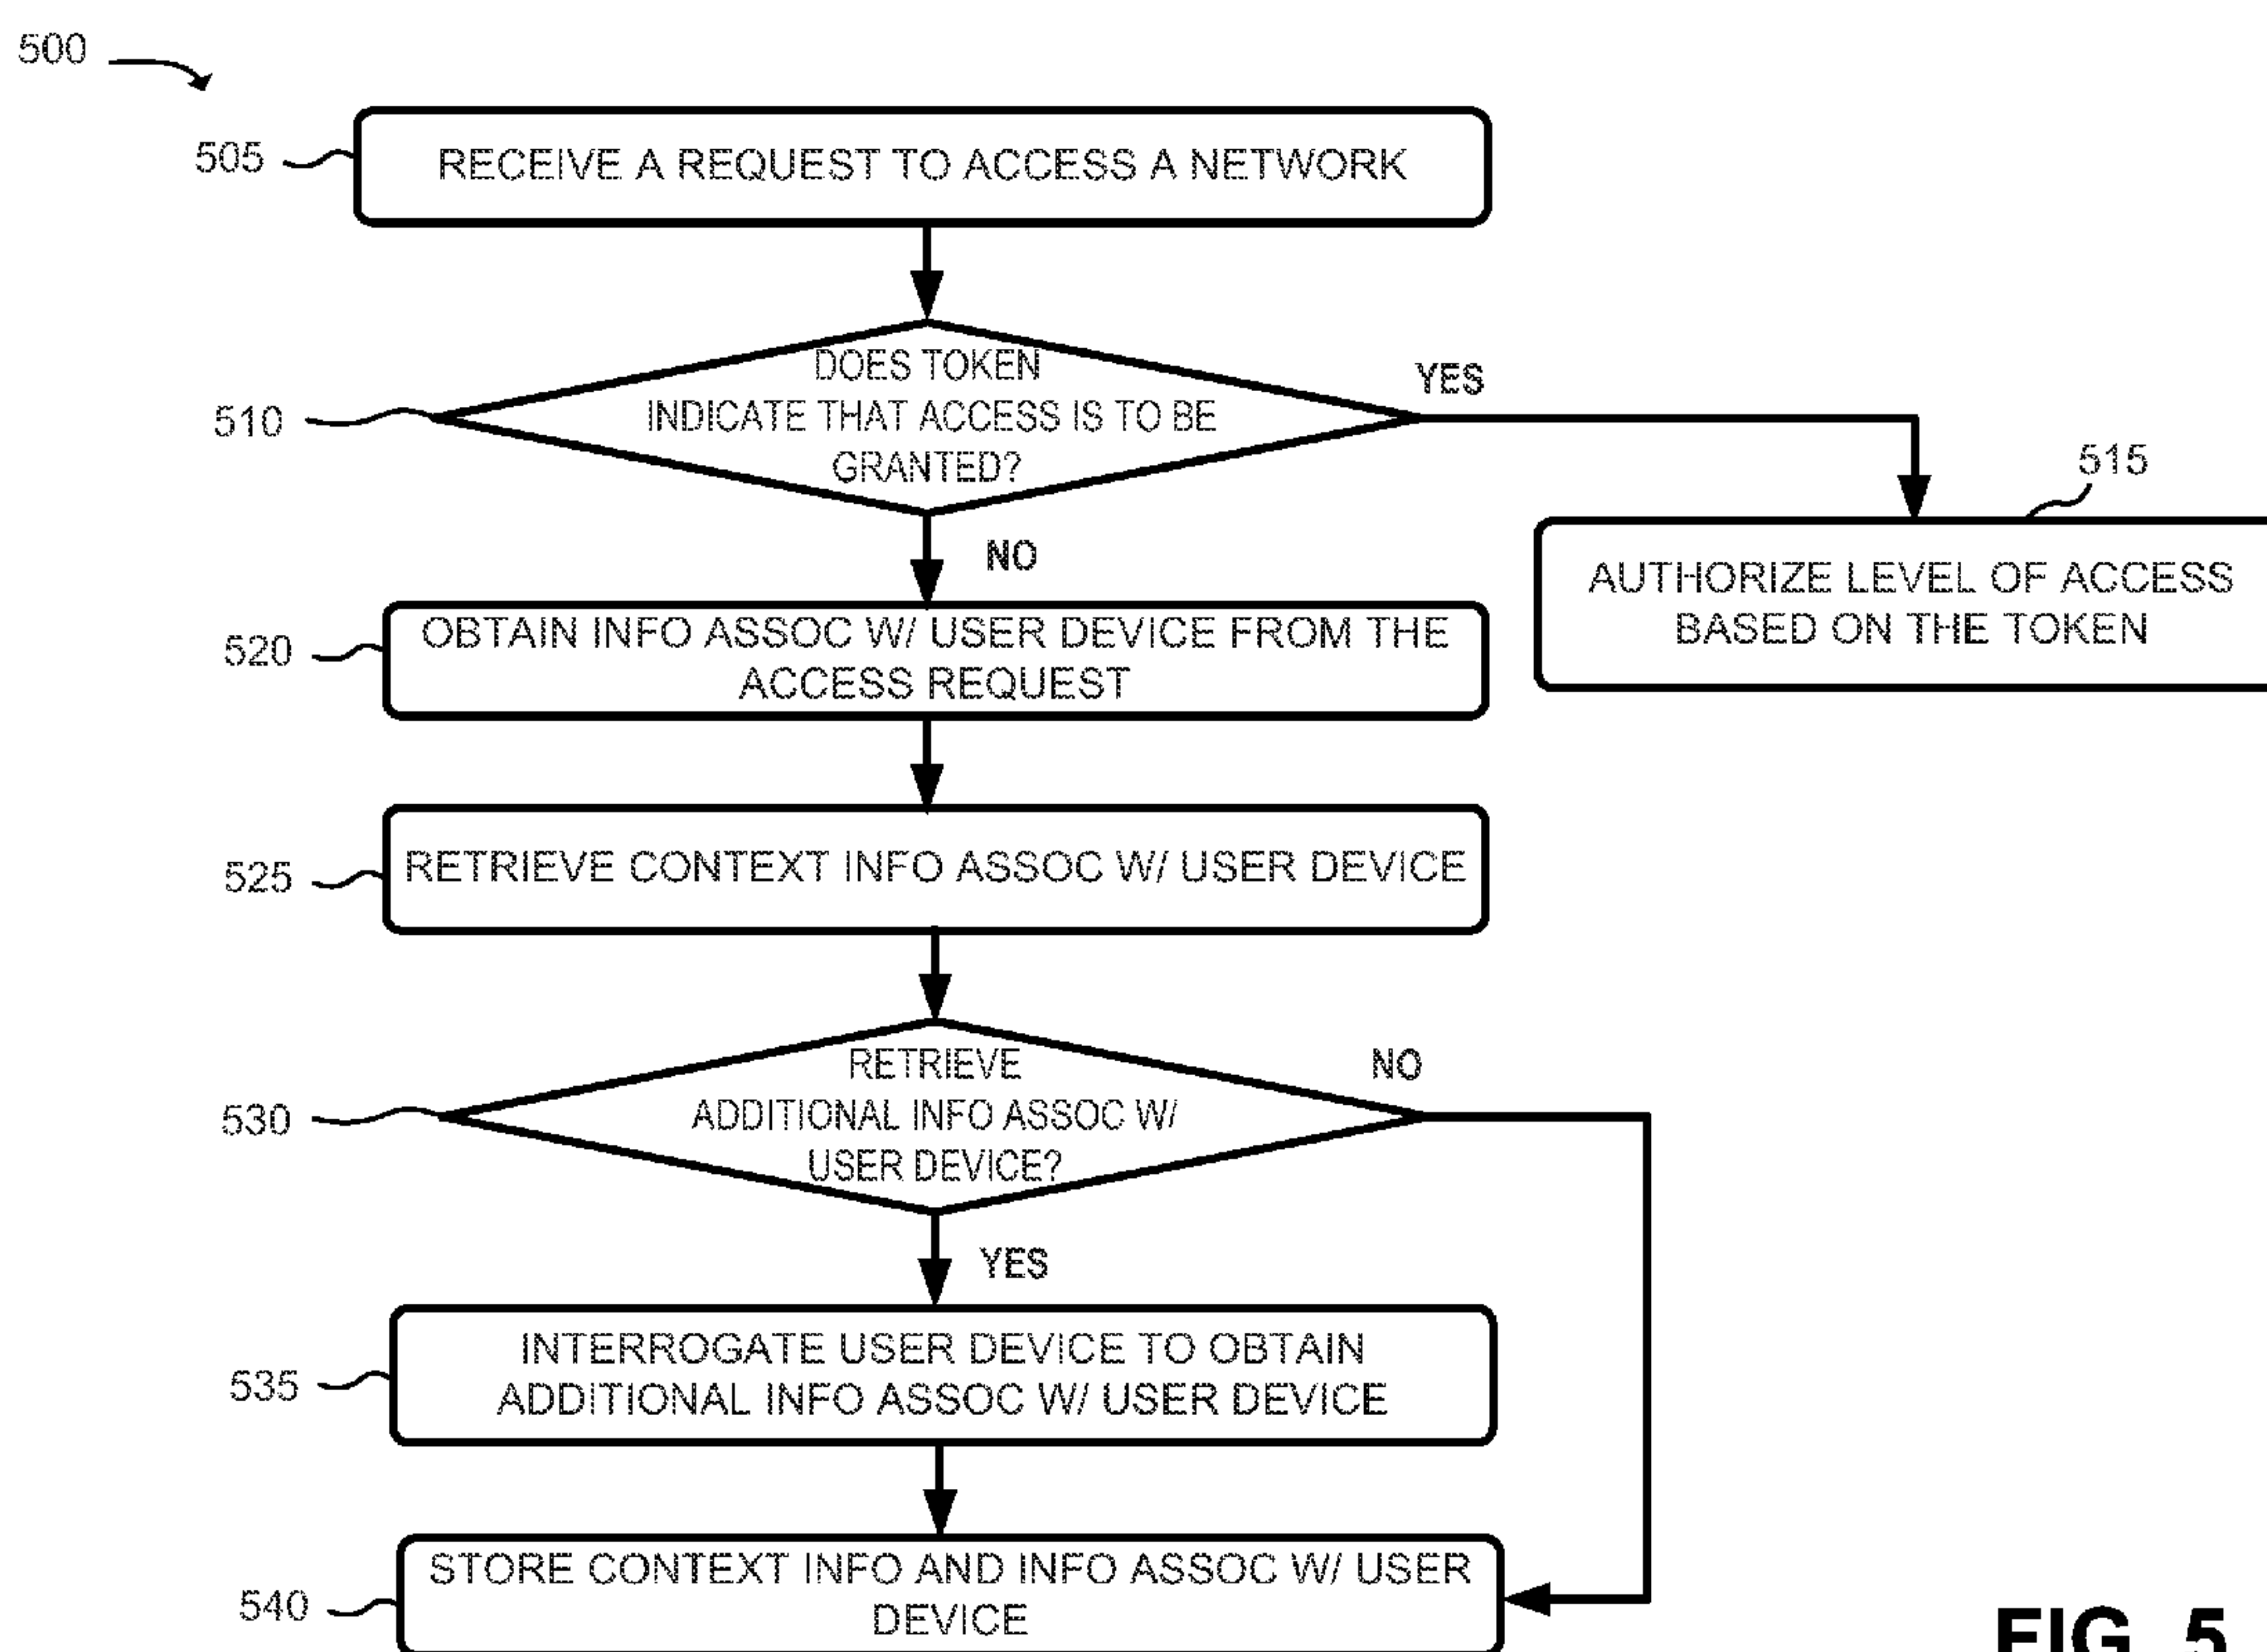 500
505
RECEIVE A REQUEST TO ACCESS A NETWORK
510
DOES TOKEN
INDICATE THAT ACCESS IS TO BE
GRANTED?
YES
NO
515
AUTHORIZE LEVEL OF ACCESS
BASED ON THE TOKEN
520
OBTAIN INFO ASSOC W/ USER DEVICE FROM THE
ACCESS REQUEST
525
RETRIEVE CONTEXT INFO ASSOC W/ USER DEVICE
530
RETRIEVE
ADDITIONAL INFO ASSOC W/
USER DEVICE?
NO
YES
535
INTERROGATE USER DEVICE TO OBTAIN
ADDITIONAL INFO ASSOC W/ USER DEVICE
540
STORE CONTEXT INFO AND INFO ASSOC W/ USER
DEVICE
FIG. 5